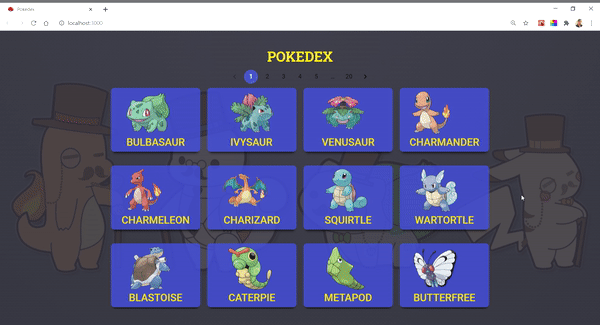 Pokedex
localhost:3000
POKEDEX
1 2 3 4 5 ... 20
BULBASAUR IVYSAUR VENUSAUR CHARMANDER
CHARMELEON CHARIZARD SQUIRTLE WARTORTLE
BLASTOISE CATERPIE METAPOD BUTTERFREE